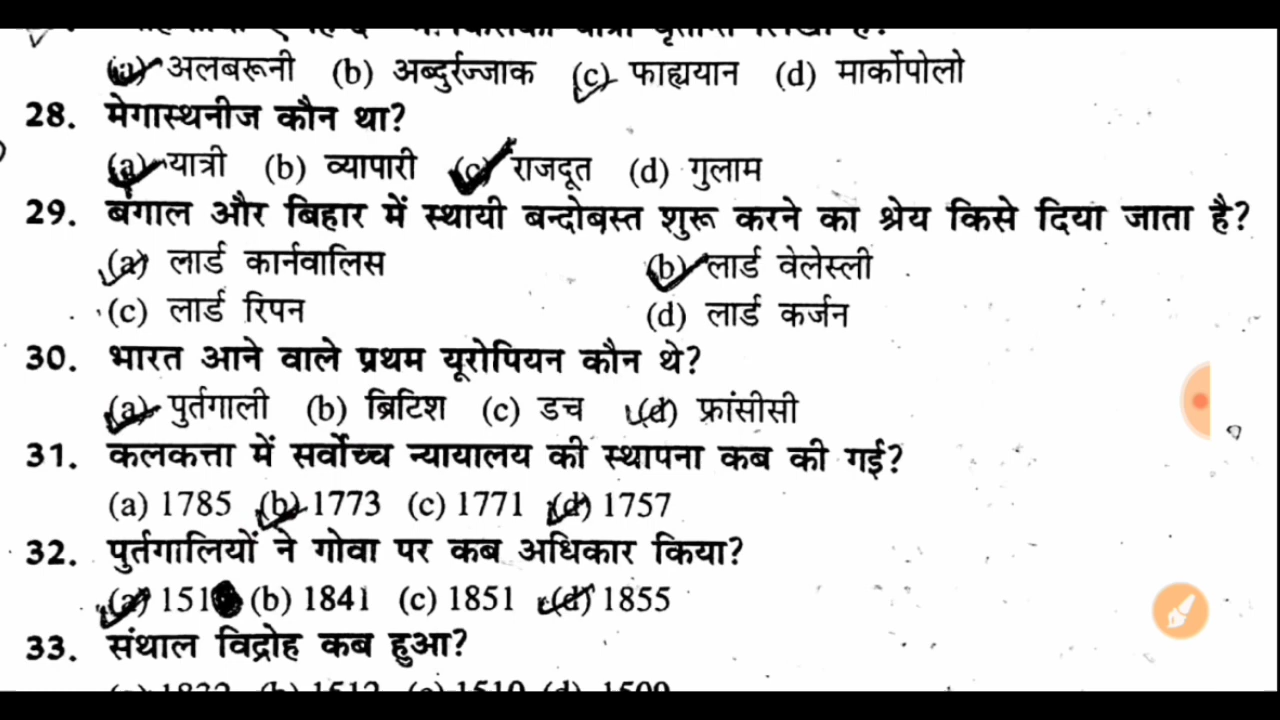 (a) अलबरूनी (b) अब्दुर्रज्जाक (c) फाह्ययान (d) मार्कोपोलो
28. मेगास्थनीज कौन था?
(a) यात्री (b) व्यापारी (c) राजदूत (d) गुलाम
29. बंगाल और बिहार में स्थायी बन्दोबस्त शुरू करने का श्रेय किसे दिया जाता है?
(a) लार्ड कार्नवालिस (b) लार्ड वेलेस्ली
(c) लार्ड रिपन (d) लार्ड कर्जन
30. भारत आने वाले प्रथम यूरोपियन कौन थे?
(a) पुर्तगाली (b) ब्रिटिश (c) डच (d) फ्रांसीसी
31. कलकत्ता में सर्वोच्च न्यायालय की स्थापना कब की गई?
(a) 1785 (b) 1773 (c) 1771 (d) 1757
32. पुर्तगालियों ने गोवा पर कब अधिकार किया?
(a) (b) 1841 (c) 1851 (d) 1855
33. संथाल विद्रोह कब हुआ?